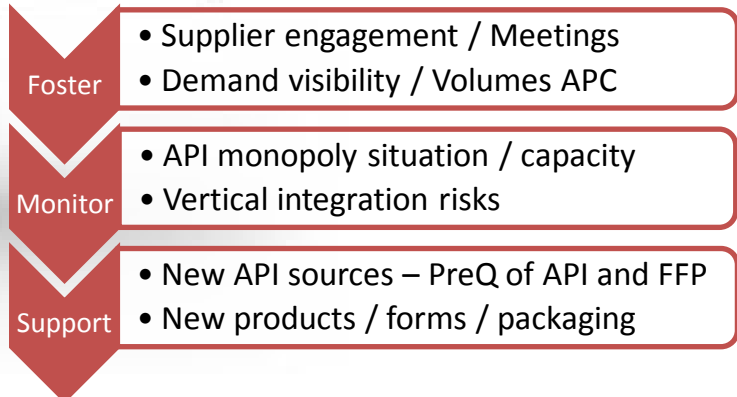 Foster
• Supplier engagement / Meetings
• Demand visibility / Volumes APC
Monitor
• API monopoly situation / capacity
• Vertical integration risks
Support
• New API sources – PreQ of API and FFP
• New products / forms / packaging